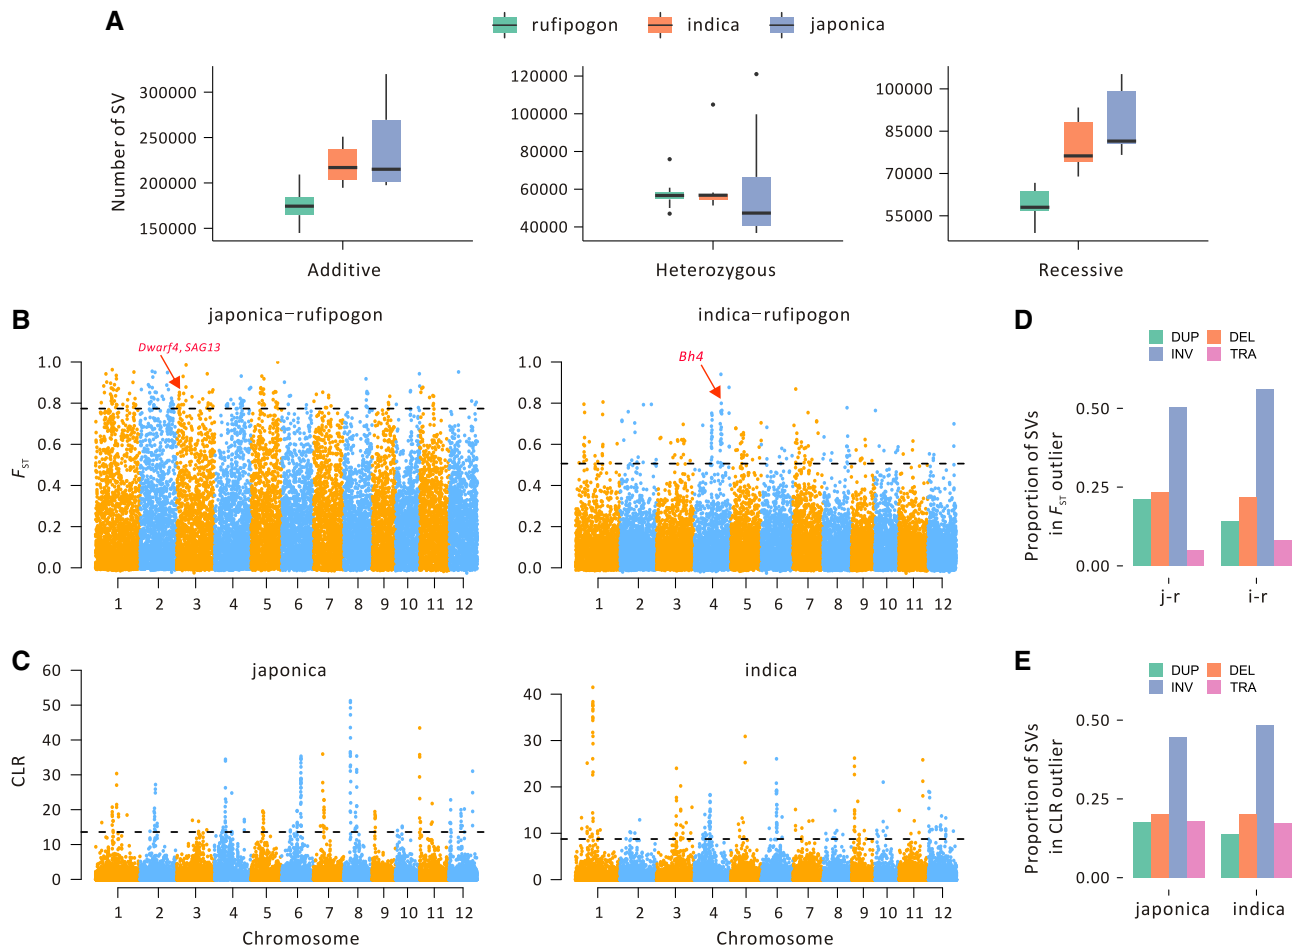 A
rufipogon indica japonica
Number of SV
300000
250000
200000
150000
Additive
120000
100000
80000
60000
40000
Heterozygous
100000
85000
70000
55000
Recessive
B
japonica−rufipogon
Dwarf4, SAG13
FST
1.0
0.8
0.6
0.4
0.2
0.0
1 2 3 4 5 6 7 8 9 10 11 12
indica−rufipogon
Bh4
1.0
0.8
0.6
0.4
0.2
0.0
1 2 3 4 5 6 7 8 9 10 11 12
C
japonica
CLR
60
50
40
30
20
10
0
1 2 3 4 5 6 7 8 9 10 11 12
Chromosome
indica
40
30
20
10
0
1 2 3 4 5 6 7 8 9 10 11 12
Chromosome
D
DUP DEL
INV TRA
Proportion of SVs
in FST outlier
0.50
0.25
0.00
j-r i-r
E
DUP DEL
INV TRA
Proportion of SVs
in CLR outlier
0.50
0.25
0.00
japonica indica